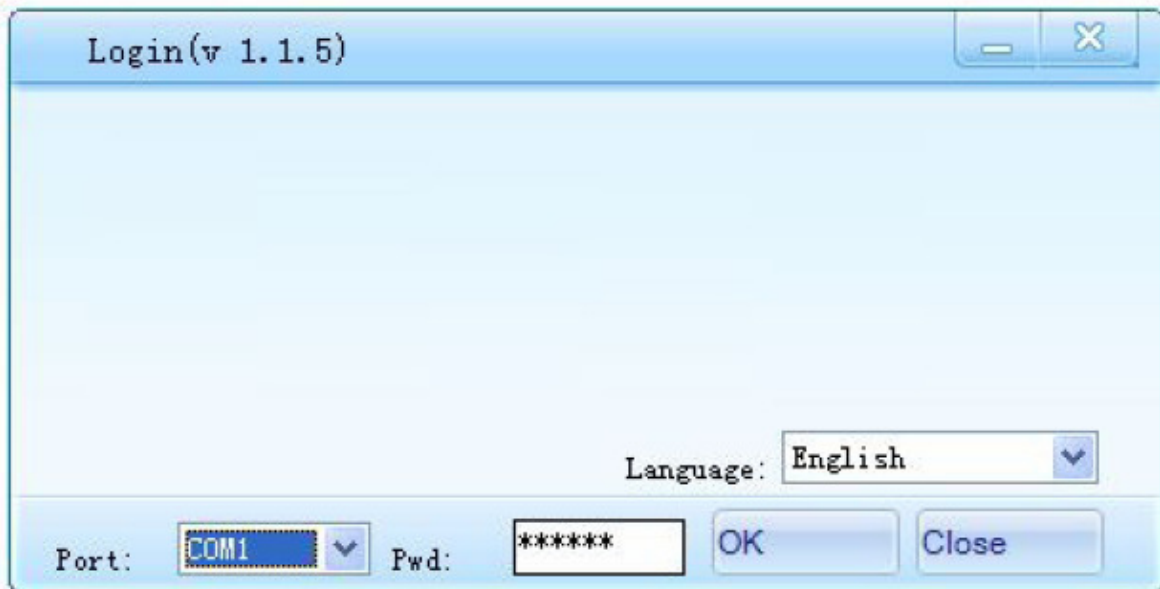 Login(v 1.1.5)
Language: English
Port: COM1 Pwd: ****** OK Close